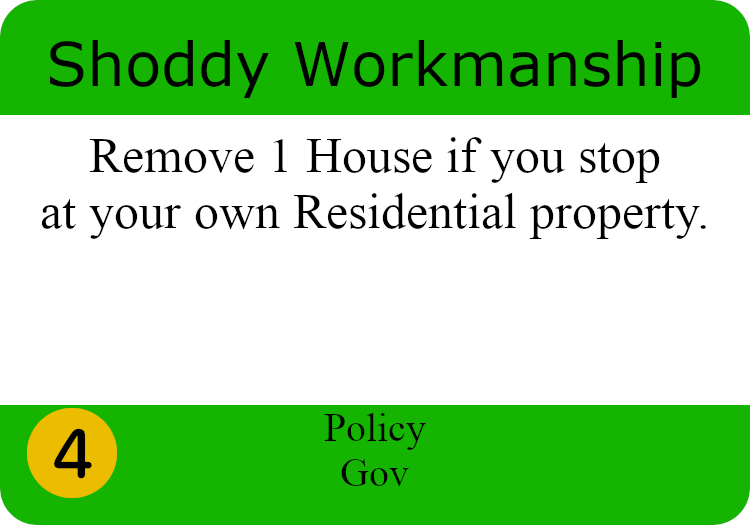 Shoddy Workmanship
Remove 1 House if you stop
at your own Residential property.
4
Policy
Gov